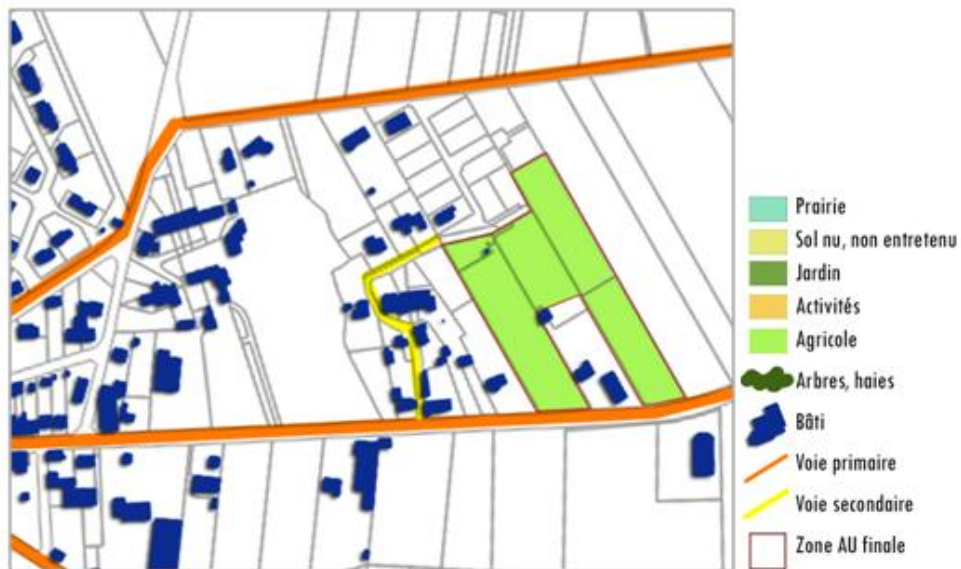 Prairie
Sol nu, non entretenu
Jardin
Activités
Agricole
Arbres, haies
Bâti
Voie primaire
Voie secondaire
Zone AU finale